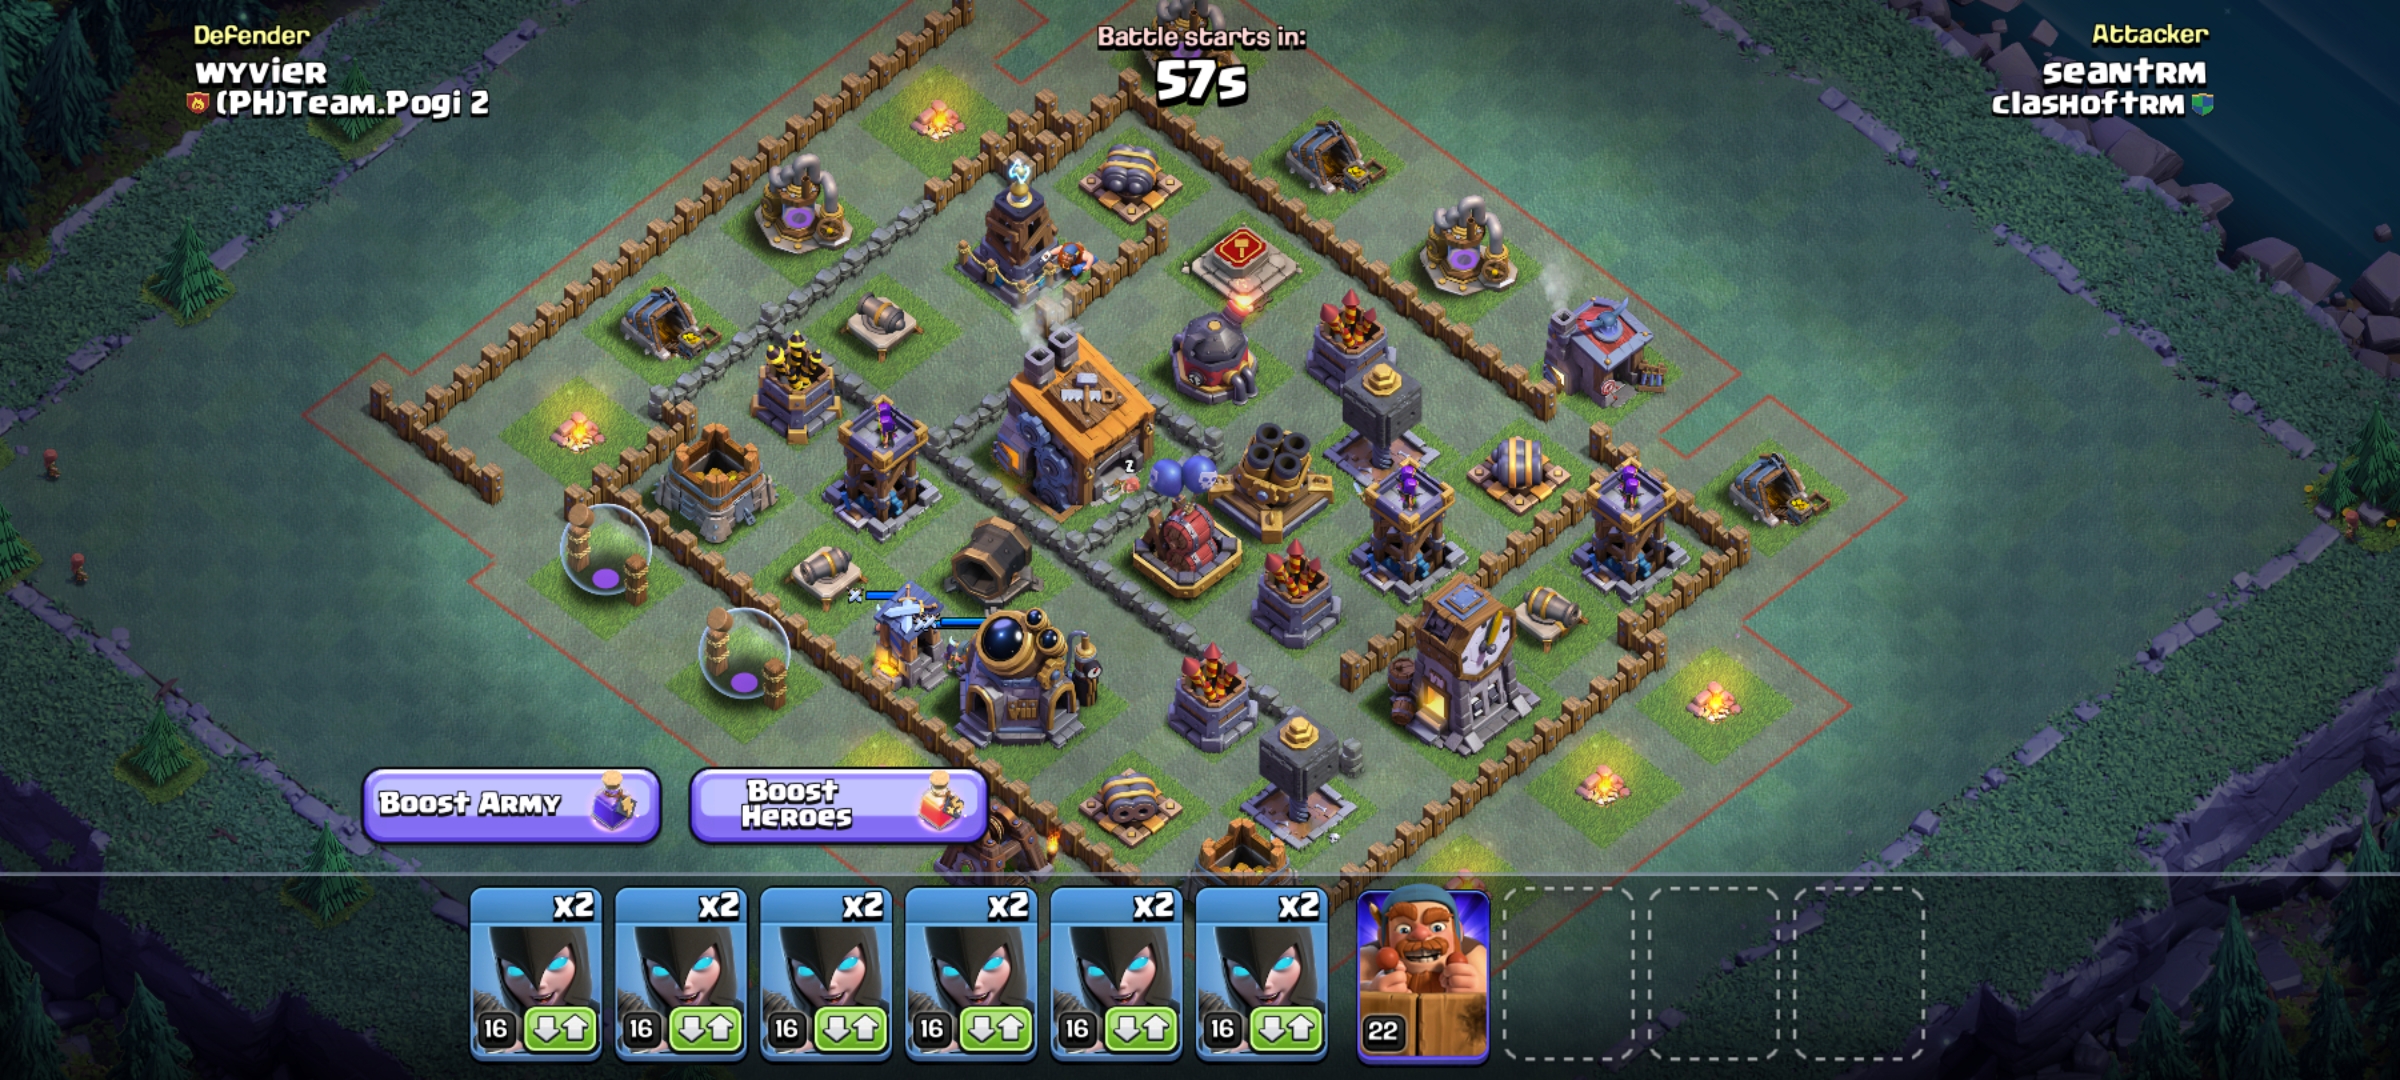 Defender
wyvier
(PH)Team.Pogi 2
Battle starts in:
57s
Attacker
seantrm
clashoftrm
z
VIII
Boost Army
Boost
Heroes
x2
x2
x2
x2
x2
x2
16
16
16
16
16
16
22